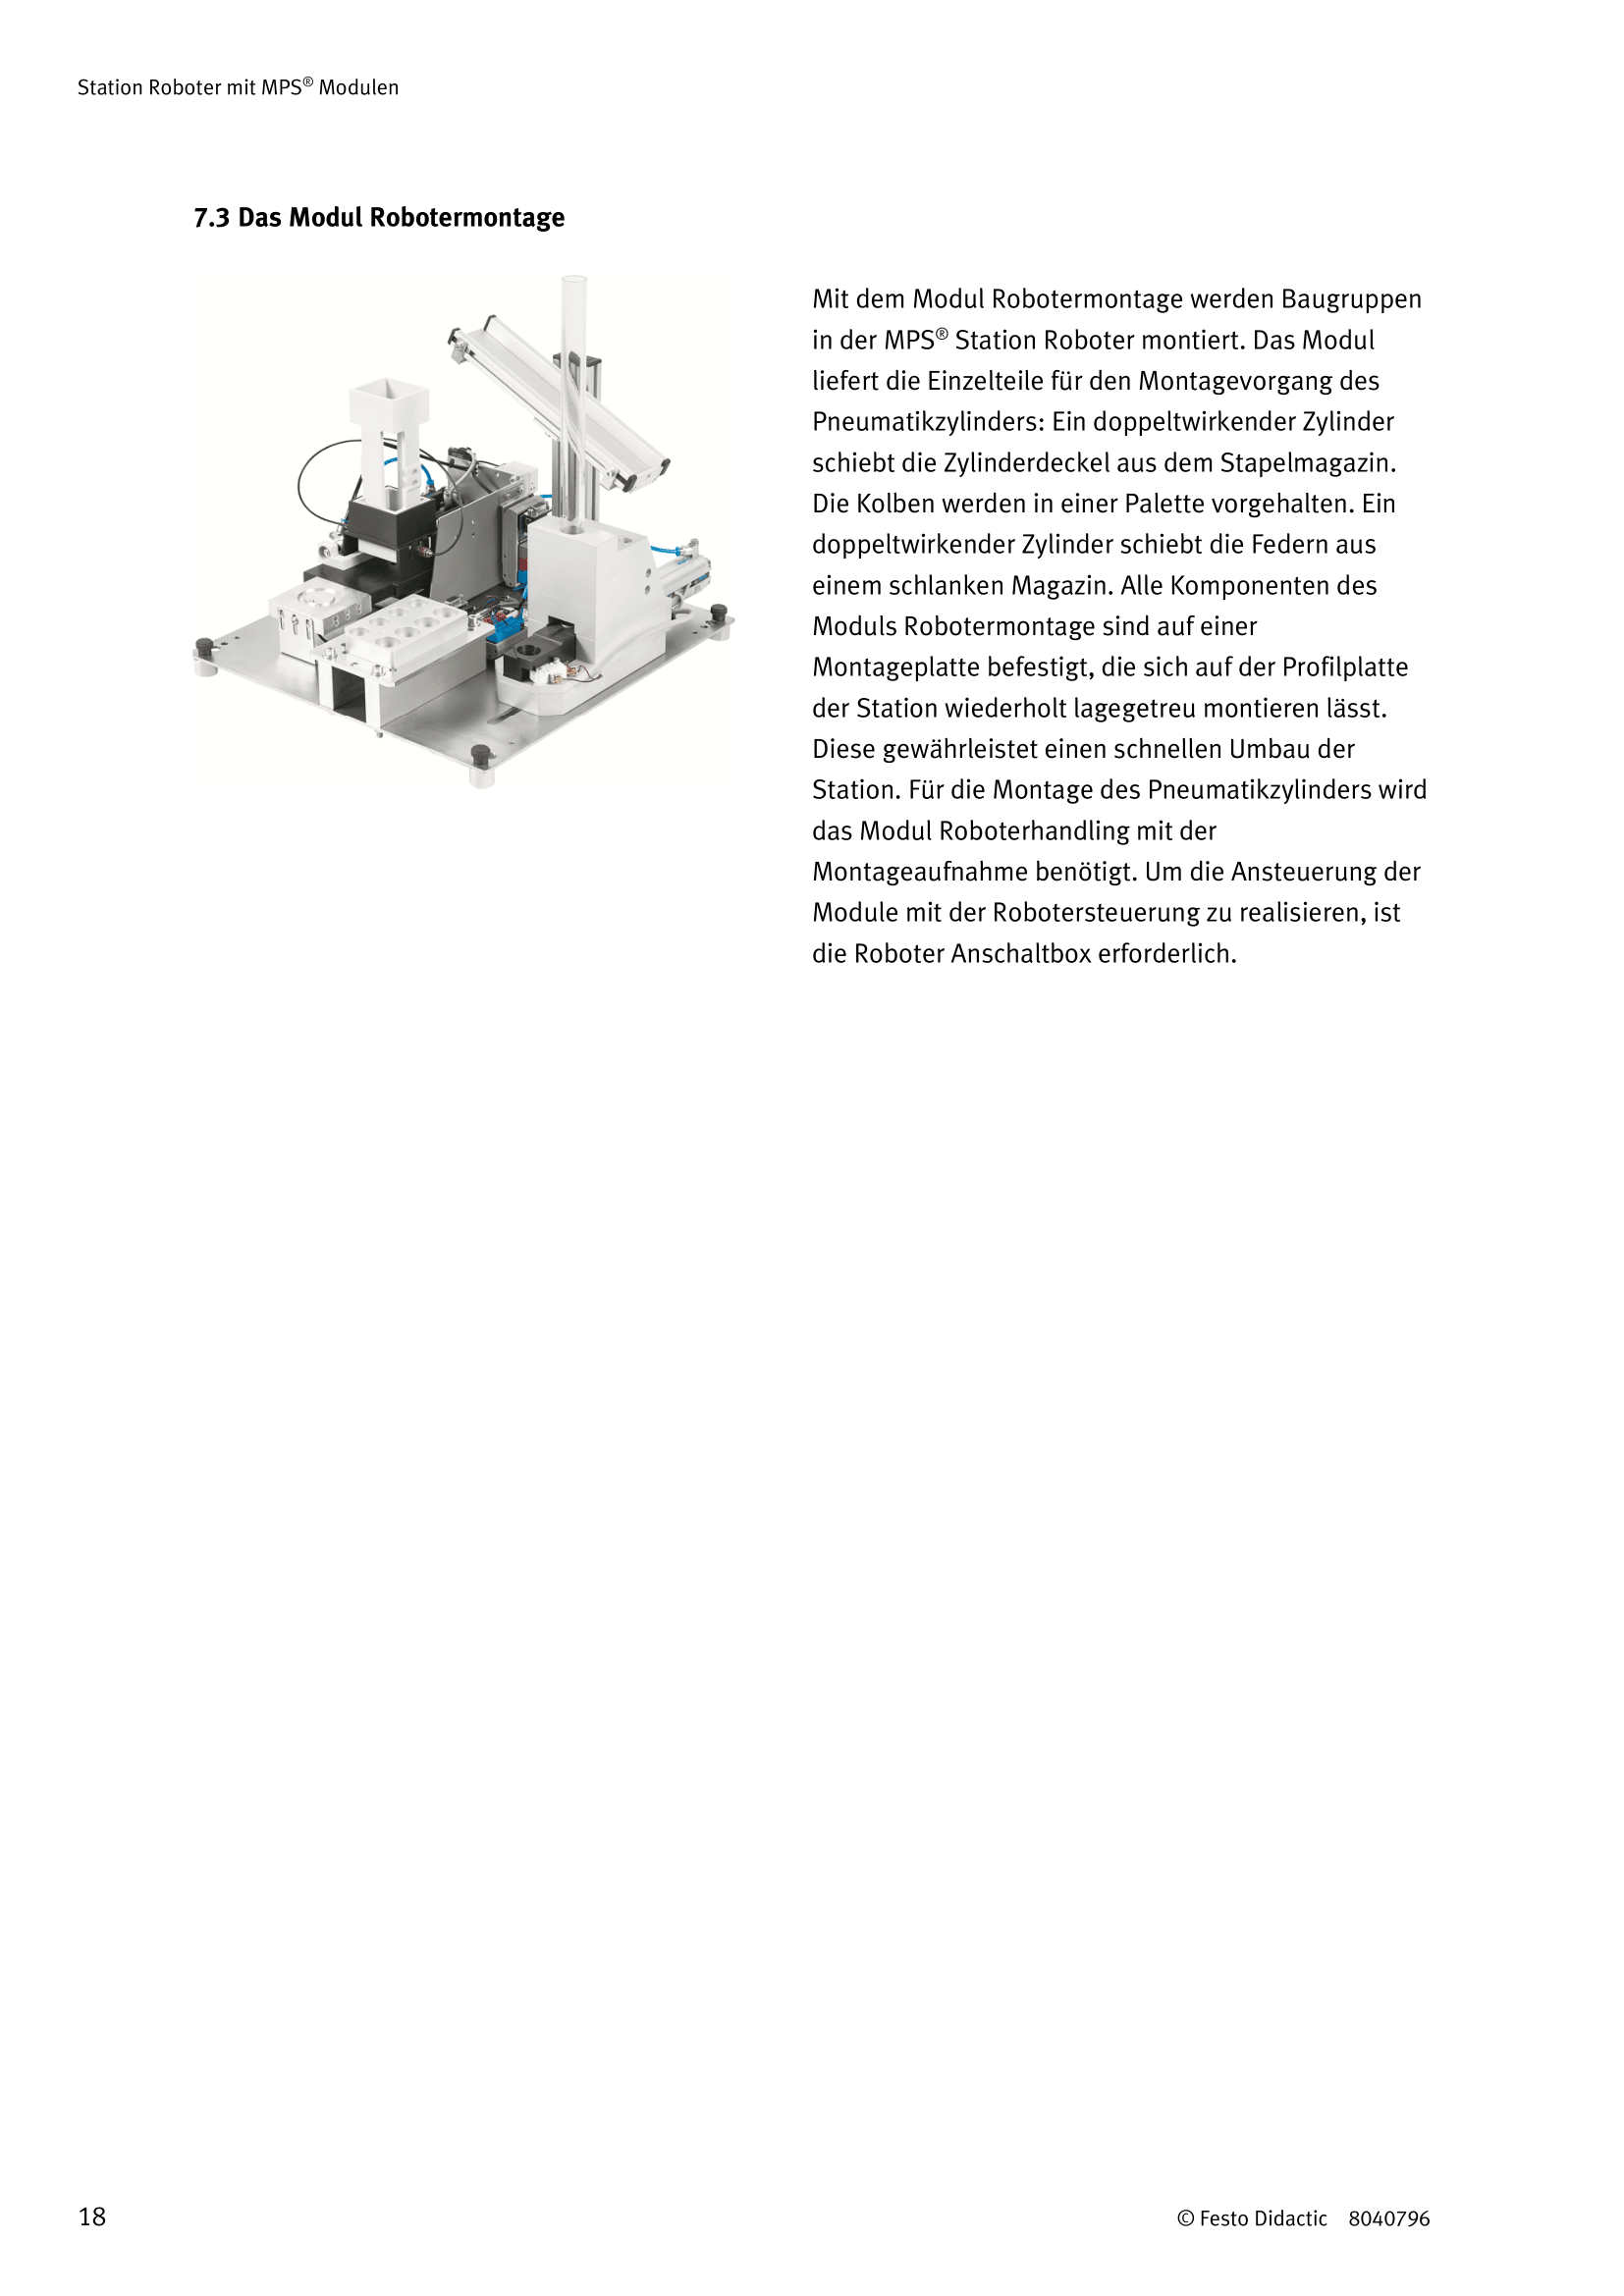 Station Roboter mit MPS® Modulen
7.3 Das Modul Robotermontage
Mit dem Modul Robotermontage werden Baugruppen
in der MPS® Station Roboter montiert. Das Modul
liefert die Einzelteile für den Montagevorgang des
Pneumatikzylinders: Ein doppeltwirkender Zylinder
schiebt die Zylinderdeckel aus dem Stapelmagazin.
Die Kolben werden in einer Palette vorgehalten. Ein
doppeltwirkender Zylinder schiebt die Federn aus
einem schlanken Magazin. Alle Komponenten des
Moduls Robotermontage sind auf einer
Montageplatte befestigt, die sich auf der Profilplatte
der Station wiederholt lagegetreu montieren lässt.
Diese gewährleistet einen schnellen Umbau der
Station. Für die Montage des Pneumatikzylinders wird
das Modul Roboterhandling mit der
Montageaufnahme benötigt. Um die Ansteuerung der
Module mit der Robotersteuerung zu realisieren, ist
die Roboter Anschaltbox erforderlich.
18
© Festo Didactic 8040796